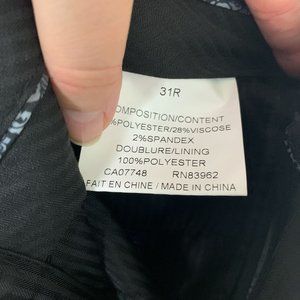 31R
COMPOSITION/CONTENT
%POLYESTER/28%VISCOSE
2%SPANDEX
DOUBLURE/LINING
100%POLYESTER
CA07748 RN83962
FAIT EN CHINE / MADE IN CHINA